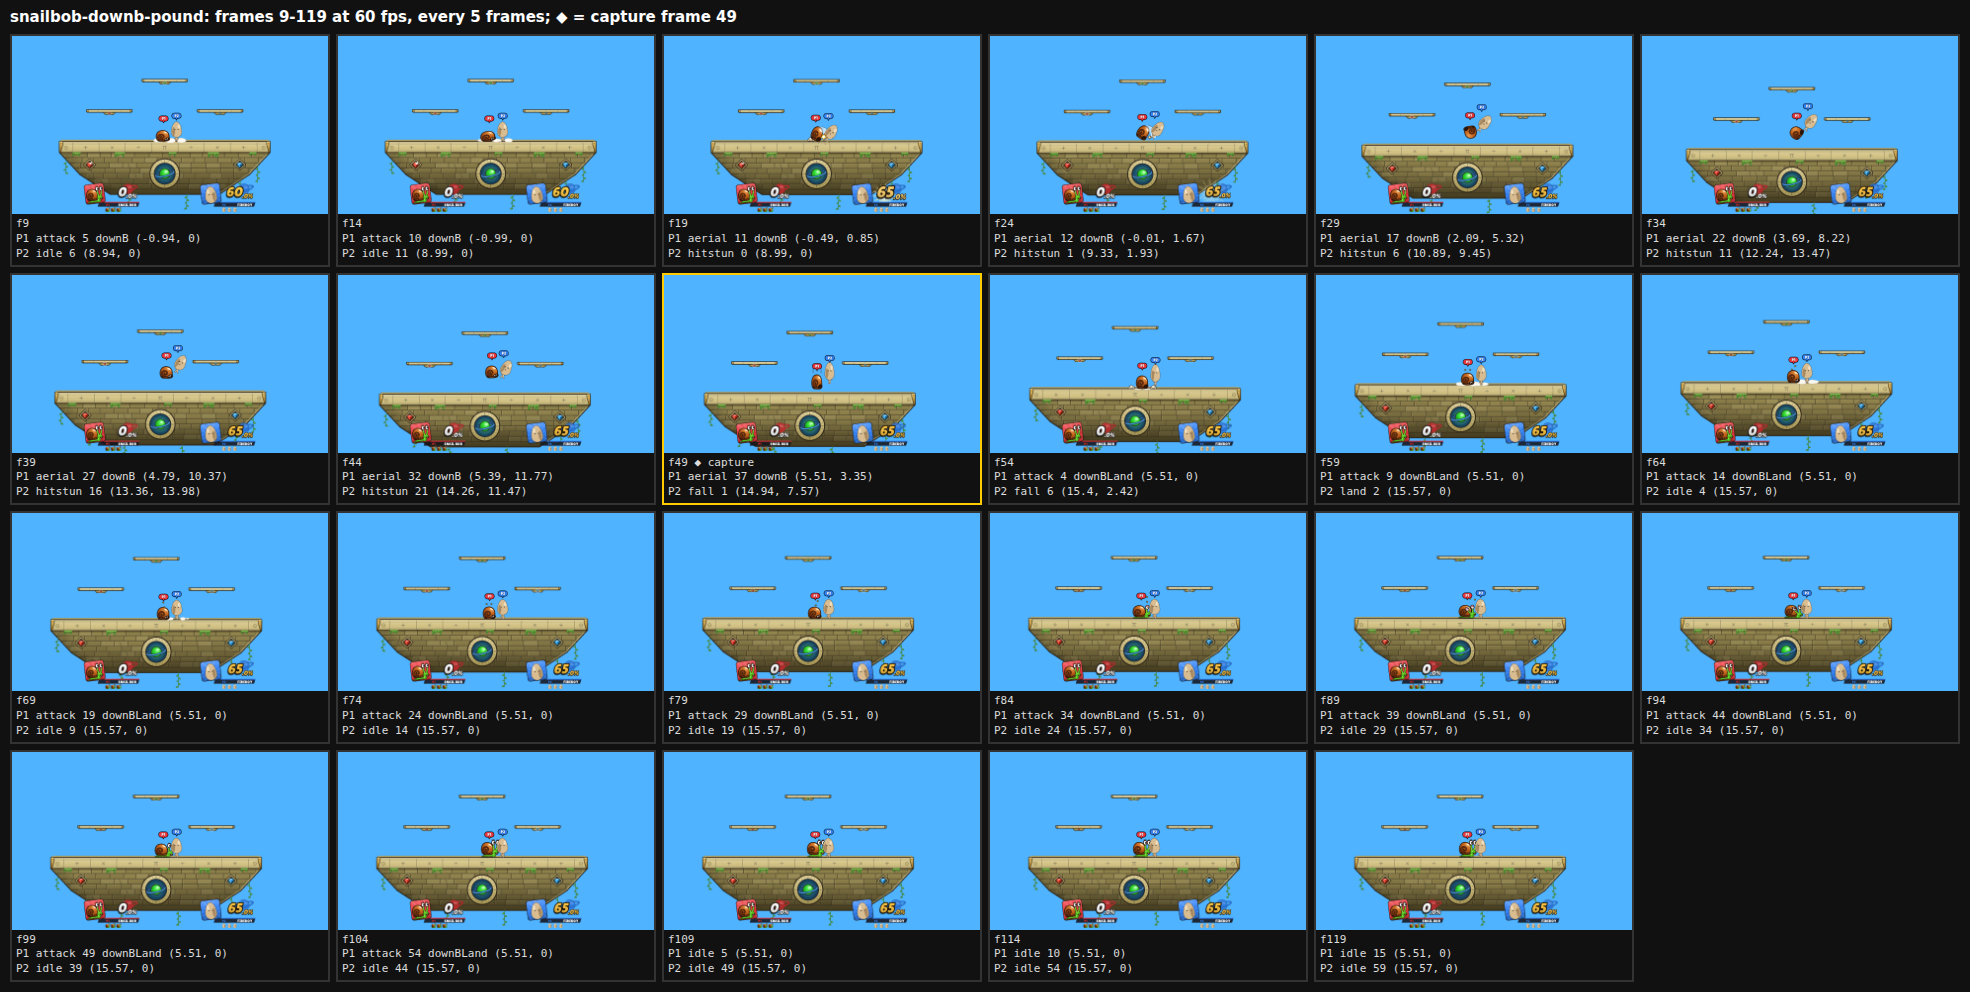 snailbob-downb-pound: frames 9-119 at 60 fps, every 5 frames; ◆ = capture frame 49
f9
P1 attack 5 downB (-0.94, 0)
P2 idle 6 (8.94, 0)
f14
P1 attack 10 downB (-0.99, 0)
P2 idle 11 (8.99, 0)
f19
P1 aerial 11 downB (-0.49, 0.85)
P2 hitstun 0 (8.99, 0)
f24
P1 aerial 12 downB (-0.01, 1.67)
P2 hitstun 1 (9.33, 1.93)
f29
P1 aerial 17 downB (2.09, 5.32)
P2 hitstun 6 (10.89, 9.45)
f34
P1 aerial 22 downB (3.69, 8.22)
P2 hitstun 11 (12.24, 13.47)
f39
P1 aerial 27 downB (4.79, 10.37)
P2 hitstun 16 (13.36, 13.98)
f44
P1 aerial 32 downB (5.39, 11.77)
P2 hitstun 21 (14.26, 11.47)
f49 ◆ capture
P1 aerial 37 downB (5.51, 3.35)
P2 fall 1 (14.94, 7.57)
f54
P1 attack 4 downBLand (5.51, 0)
P2 fall 6 (15.4, 2.42)
f59
P1 attack 9 downBLand (5.51, 0)
P2 land 2 (15.57, 0)
f64
P1 attack 14 downBLand (5.51, 0)
P2 idle 4 (15.57, 0)
f69
P1 attack 19 downBLand (5.51, 0)
P2 idle 9 (15.57, 0)
f74
P1 attack 24 downBLand (5.51, 0)
P2 idle 14 (15.57, 0)
f79
P1 attack 29 downBLand (5.51, 0)
P2 idle 19 (15.57, 0)
f84
P1 attack 34 downBLand (5.51, 0)
P2 idle 24 (15.57, 0)
f89
P1 attack 39 downBLand (5.51, 0)
P2 idle 29 (15.57, 0)
f94
P1 attack 44 downBLand (5.51, 0)
P2 idle 34 (15.57, 0)
f99
P1 attack 49 downBLand (5.51, 0)
P2 idle 39 (15.57, 0)
f104
P1 attack 54 downBLand (5.51, 0)
P2 idle 44 (15.57, 0)
f109
P1 idle 5 (5.51, 0)
P2 idle 49 (15.57, 0)
f114
P1 idle 10 (5.51, 0)
P2 idle 54 (15.57, 0)
f119
P1 idle 15 (5.51, 0)
P2 idle 59 (15.57, 0)